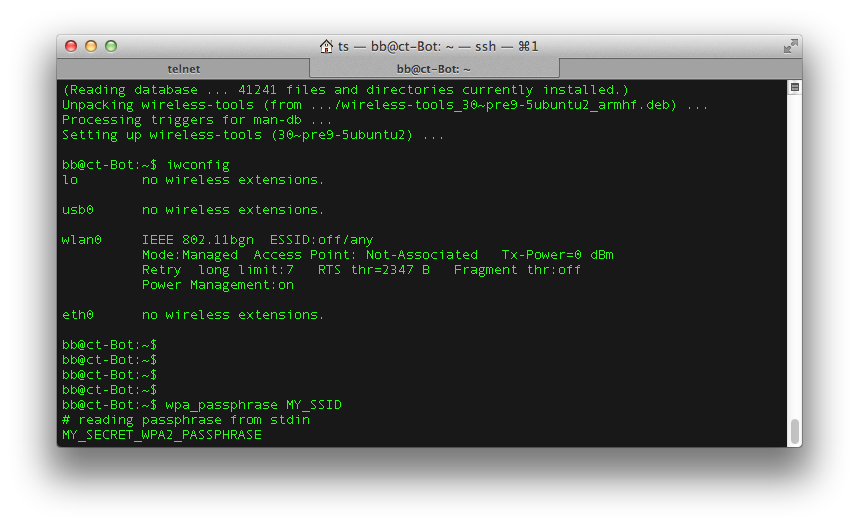 ts — bb@ct-Bot: ~ — ssh — ⌘1
telnet
bb@ct-Bot: ~
(Reading database ... 41241 files and directories currently installed.)
Unpacking wireless-tools (from .../wireless-tools_30~pre9-5ubuntu2_armhf.deb) ...
Processing triggers for man-db ...
Setting up wireless-tools (30~pre9-5ubuntu2) ...
bb@ct-Bot:~$ iwconfig
lo        no wireless extensions.
usb0      no wireless extensions.
wlan0     IEEE 802.11bgn  ESSID:off/any
          Mode:Managed  Access Point: Not-Associated   Tx-Power=0 dBm
          Retry  long limit:7   RTS thr=2347 B   Fragment thr:off
          Power Management:on
eth0      no wireless extensions.
bb@ct-Bot:~$
bb@ct-Bot:~$
bb@ct-Bot:~$
bb@ct-Bot:~$
bb@ct-Bot:~$ wpa_passphrase MY_SSID
# reading passphrase from stdin
MY_SECRET_WPA2_PASSPHRASE